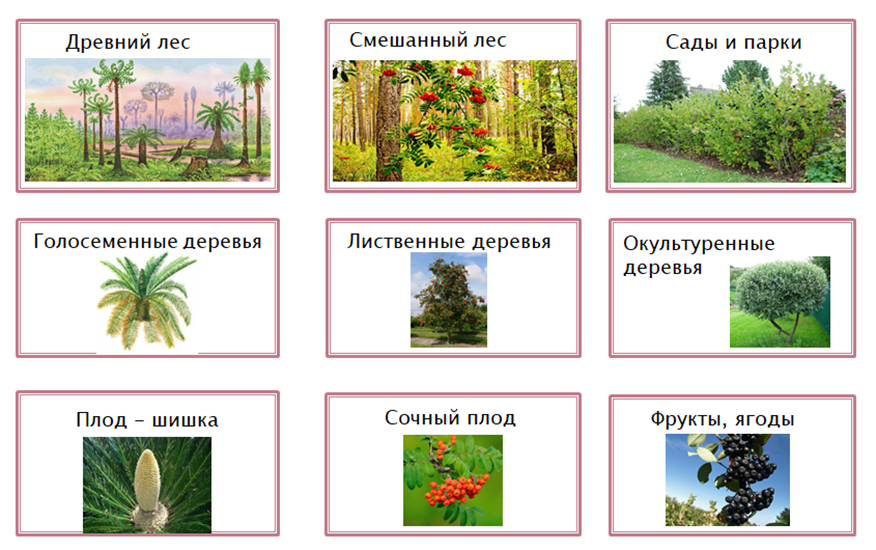 Древний лес
Смешанный лес
Сады и парки
Голосеменные деревья
Лиственные деревья
Окультуренные
деревья
Плод – шишка
Сочный плод
Фрукты, ягоды